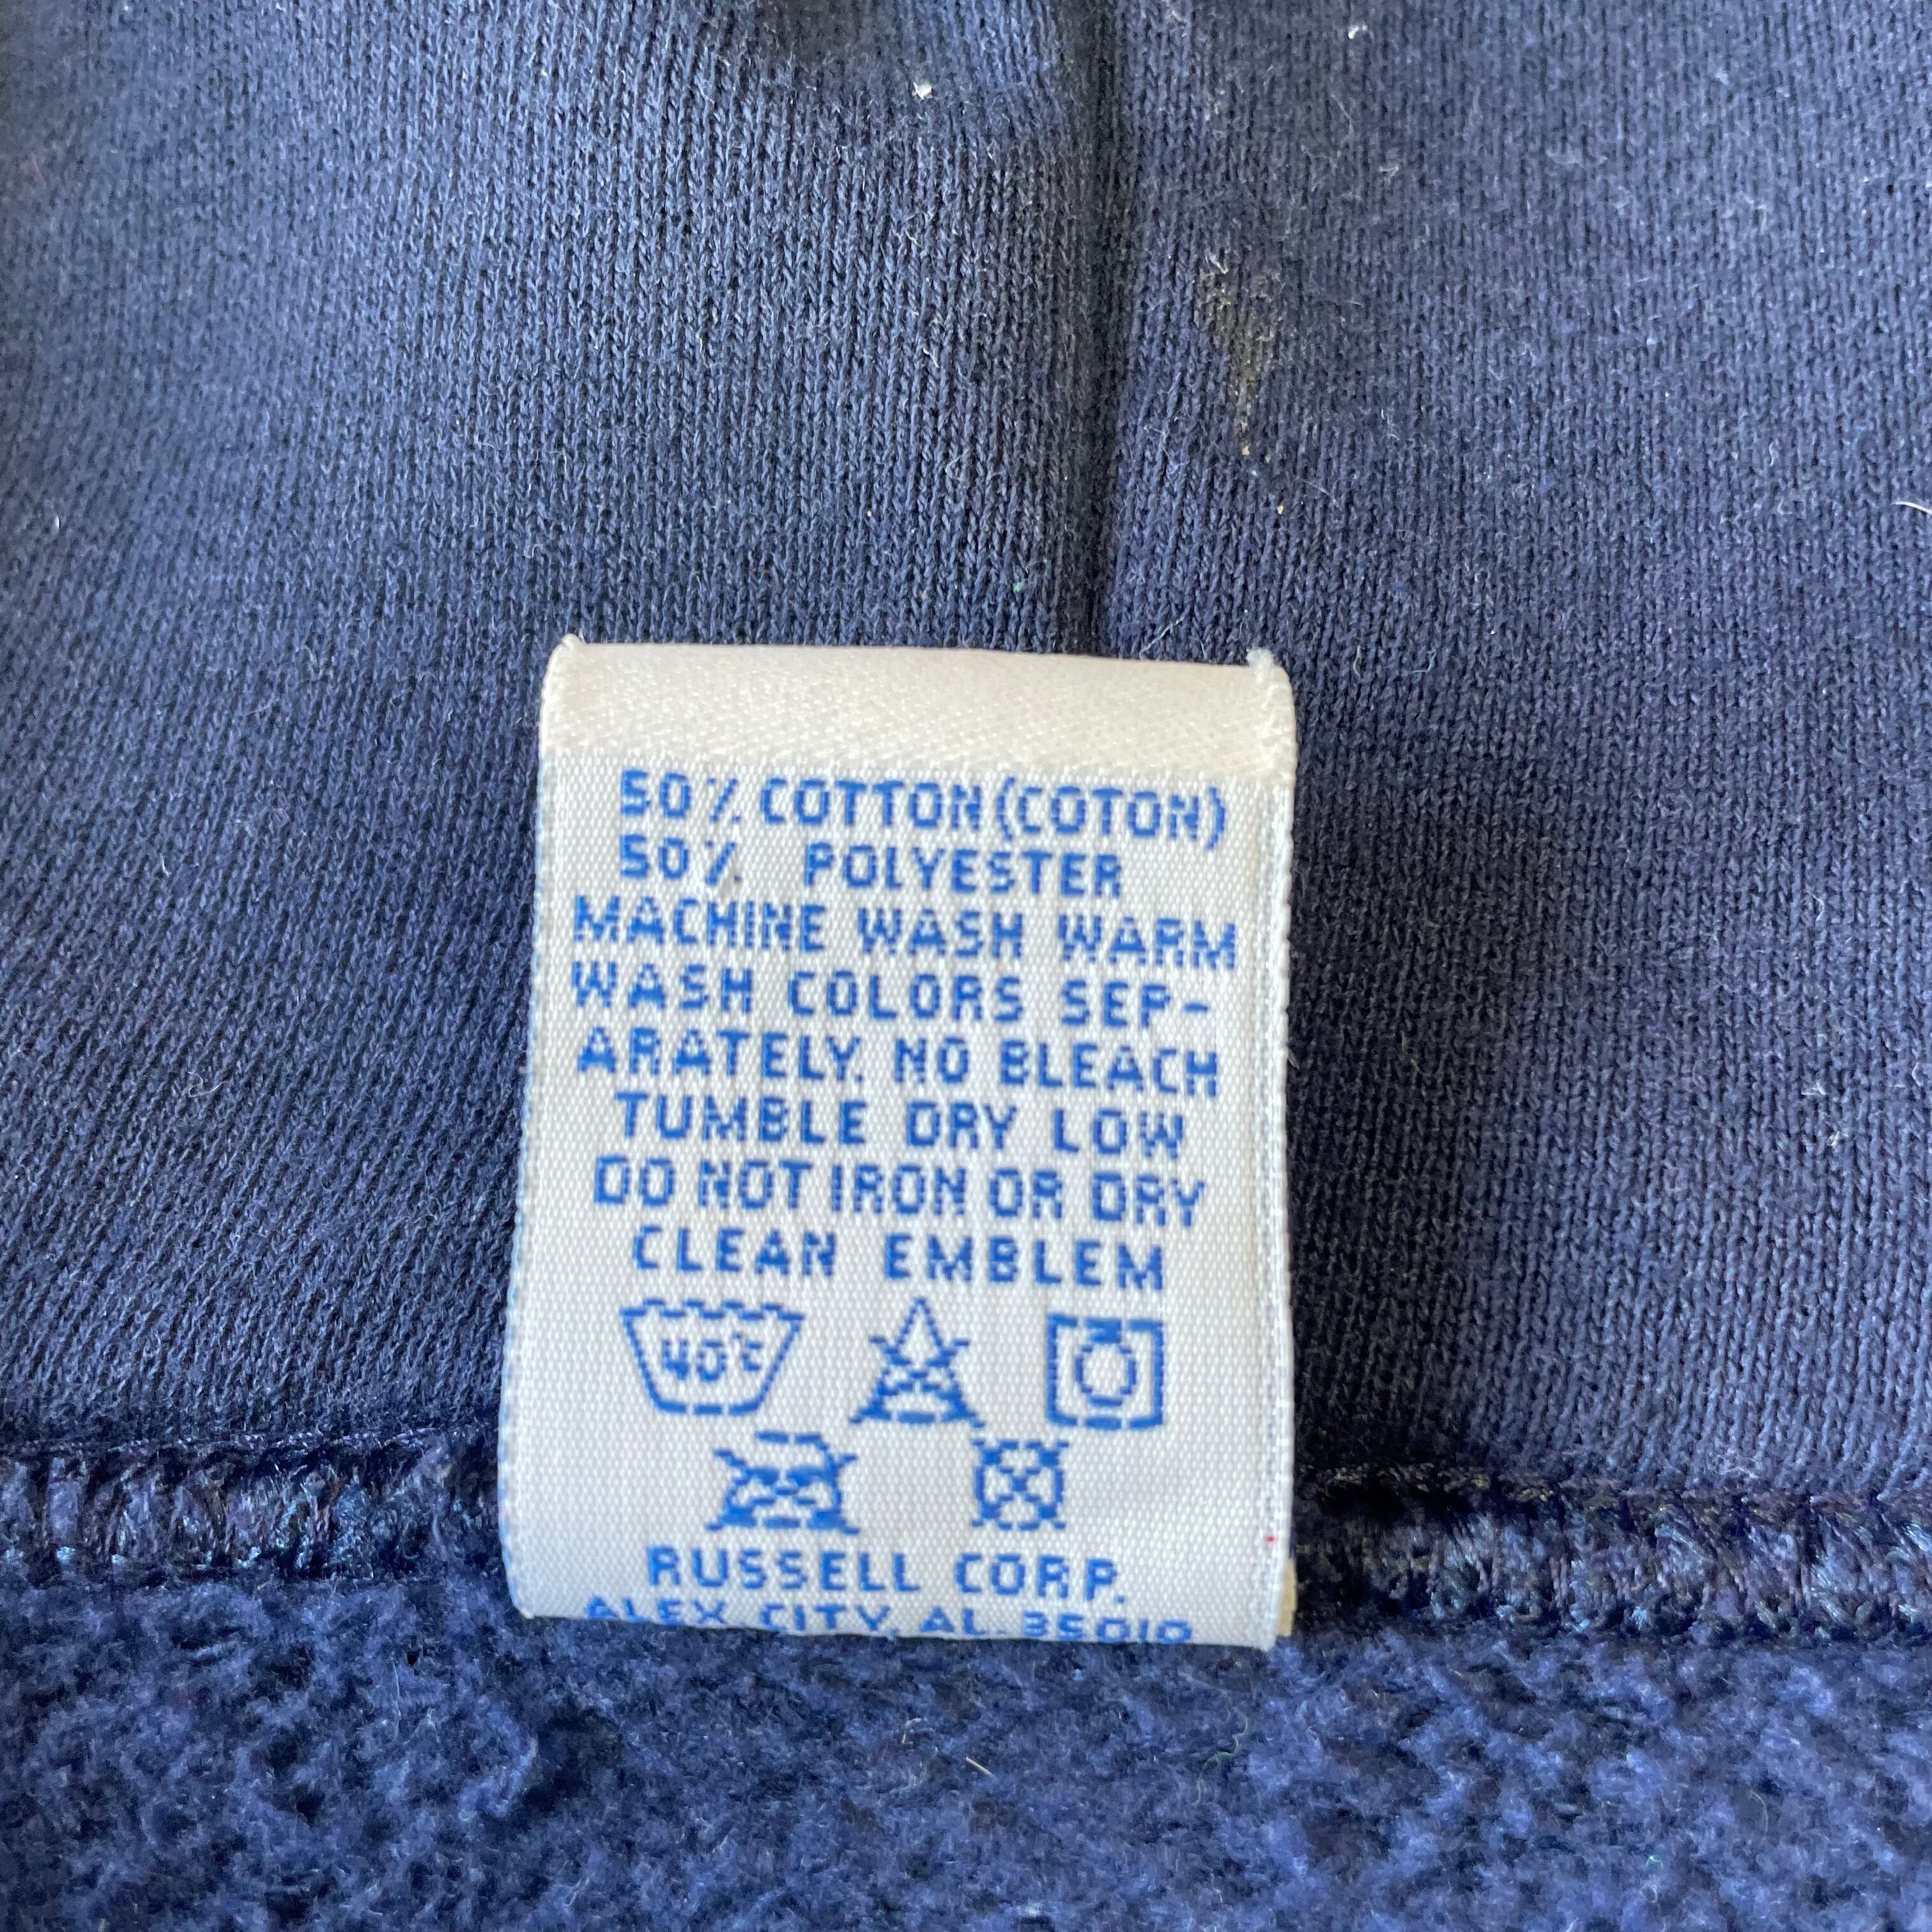 50% COTTON (COTON)
50% POLYESTER
MACHINE WASH WARM
WASH COLORS SEP-
ARATELY. NO BLEACH
TUMBLE DRY LOW
DO NOT IRON OR DRY
CLEAN EMBLEM
40°C
RUSSELL CORP.
ALEX CITY, AL. 35010